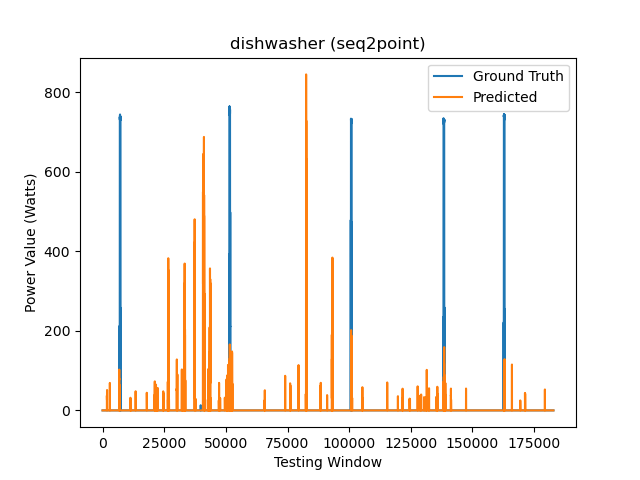 dishwasher (seq2point)
Ground Truth
Predicted
800
600
400
200
0
Power Value (Watts)
0 25000 50000 75000 100000 125000 150000 175000
Testing Window